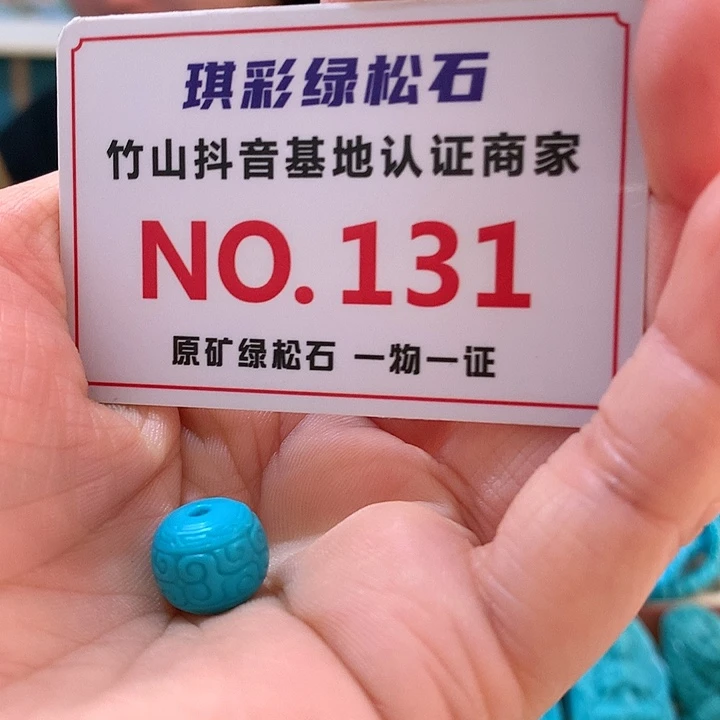 琪彩绿松石
竹山抖音基地认证商家
NO.131
原矿绿松石 一物一证